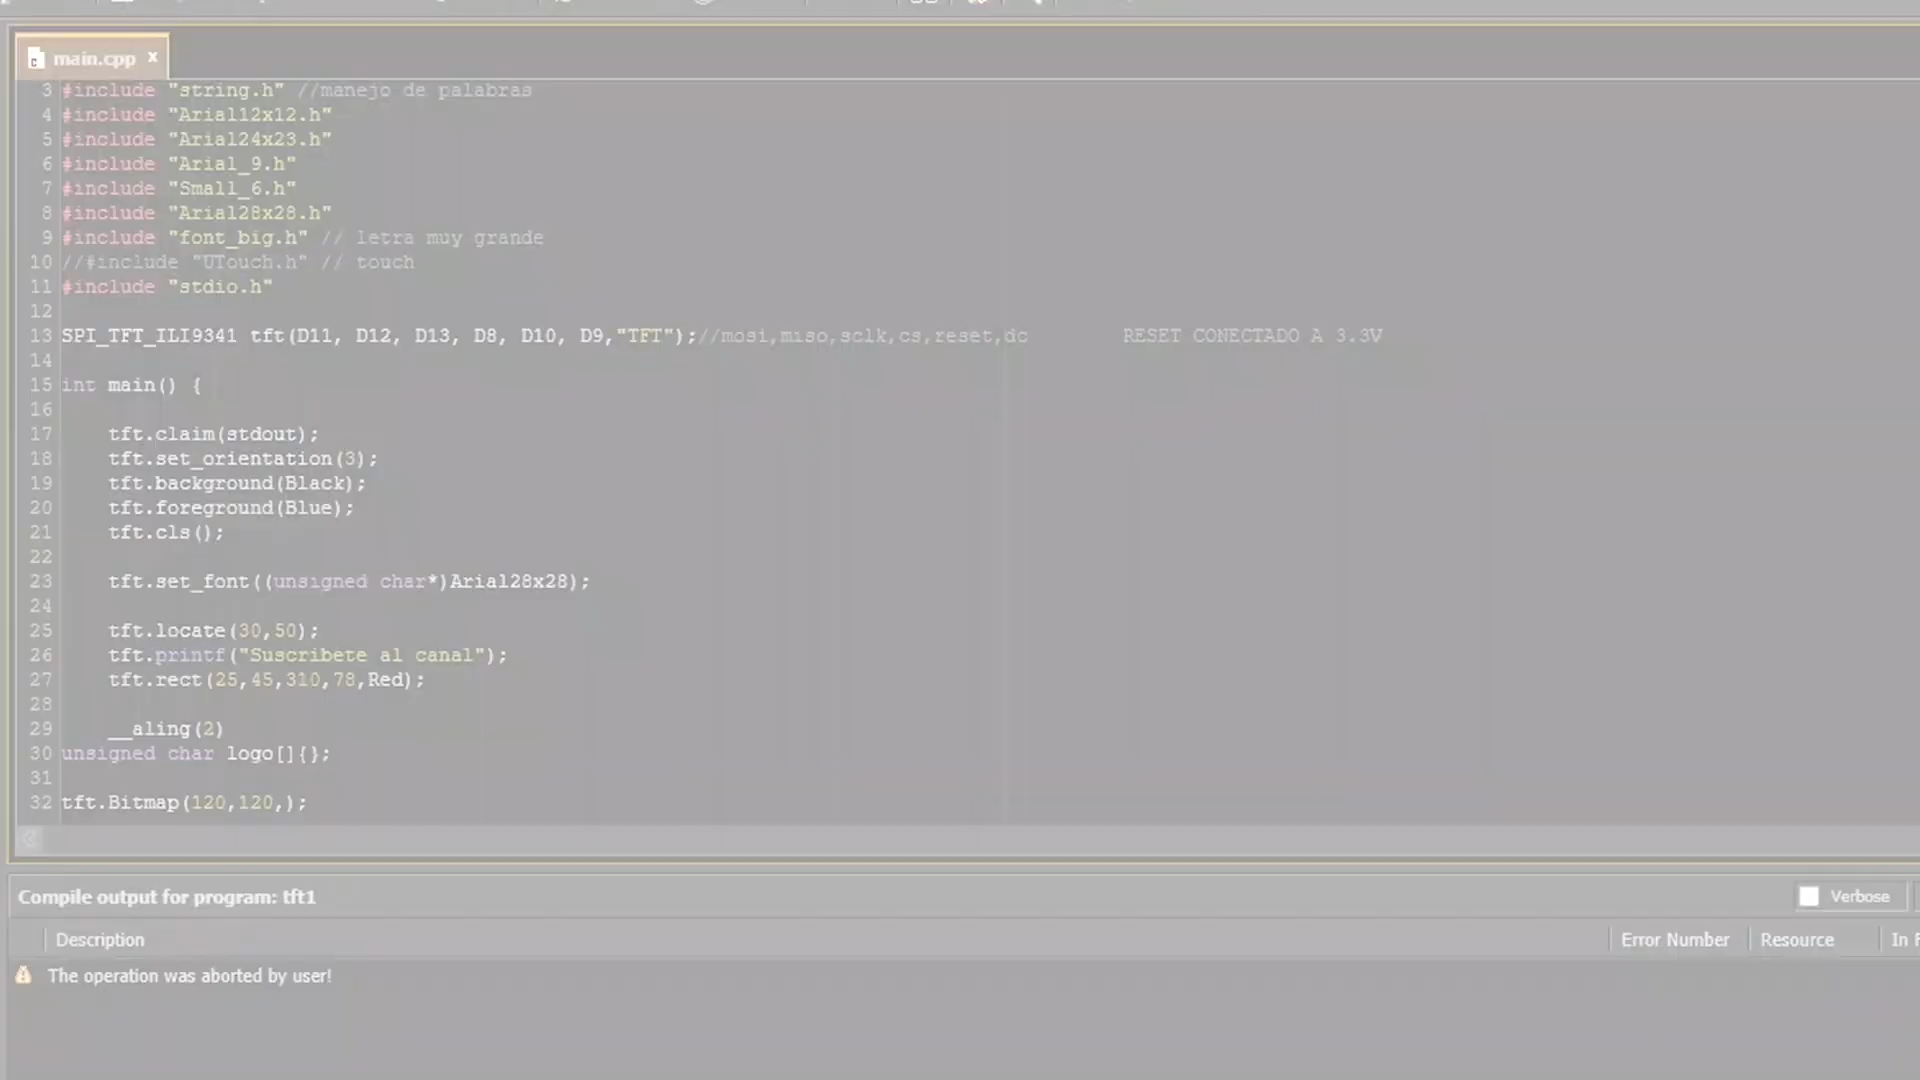 main.cpp x
3 #include "string.h" //manejo de palabras
4 #include "Arial12x12.h"
5 #include "Arial24x23.h"
6 #include "Arial_9.h"
7 #include "Small_6.h"
8 #include "Arial28x28.h"
9 #include "font_big.h" // letra muy grande
10 //#include "UTouch.h" // touch
11 #include "stdio.h"
12
13 SPI_TFT_ILI9341 tft(D11, D12, D13, D8, D10, D9,"TFT");//mosi,miso,sclk,cs,reset,dc RESET CONECTADO A 3.3V
14
15 int main() {
16
17 tft.claim(stdout);
18 tft.set_orientation(3);
19 tft.background(Black);
20 tft.foreground(Blue);
21 tft.cls();
22
23 tft.set_font((unsigned char*)Arial28x28);
24
25 tft.locate(30,50);
26 tft.printf("Suscribete al canal");
27 tft.rect(25,45,310,78,Red);
28
29 __aling(2)
30 unsigned char logo[]{};
31
32 tft.Bitmap(120,120,);
Compile output for program: tft1 Verbose
Description Error Number Resource In
The operation was aborted by user!